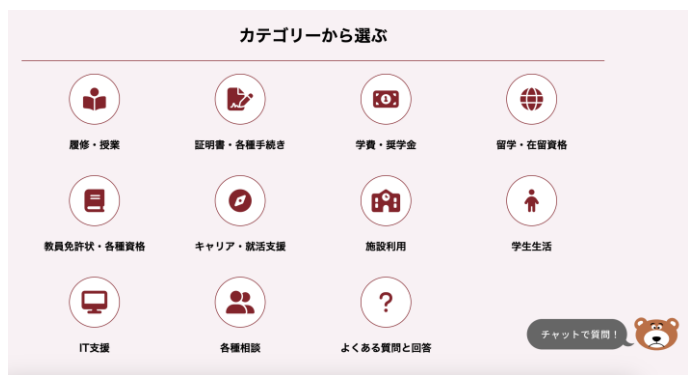 カテゴリーから選ぶ
履修・授業
証明書・各種手続き
学費・奨学金
留学・在留資格
教員免許状・各種資格
キャリア・就活支援
施設利用
学生生活
IT支援
各種相談
よくある質問と回答
チャットで質問！